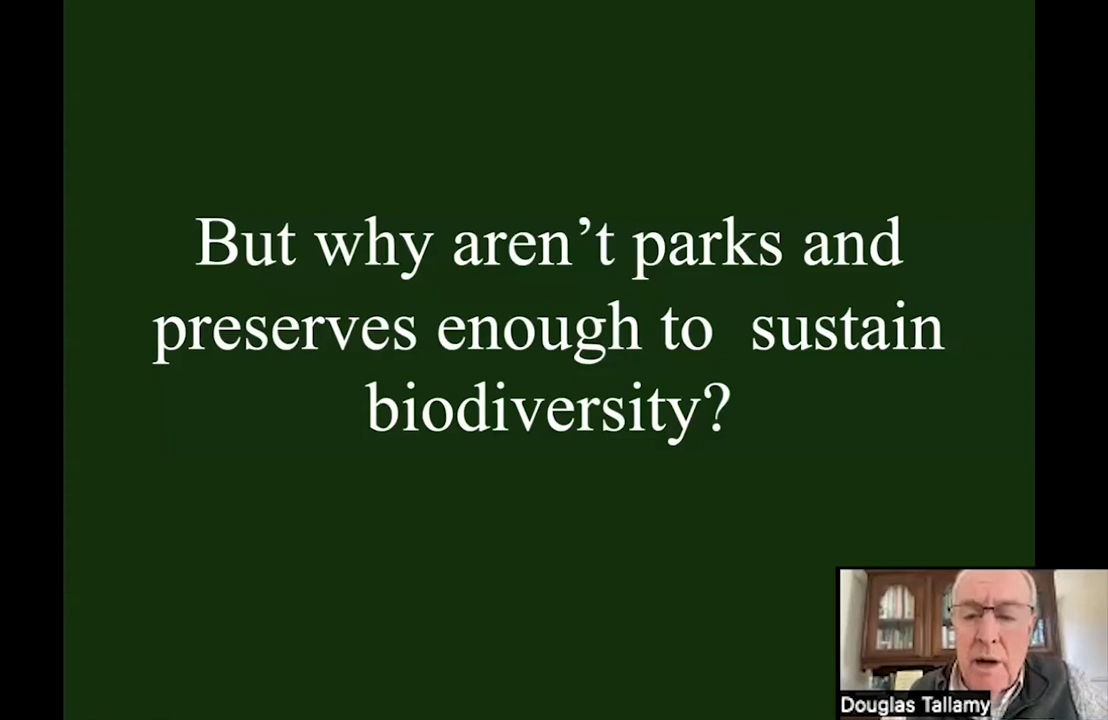 But why aren’t parks and
preserves enough to  sustain
biodiversity?
Douglas Tallamy